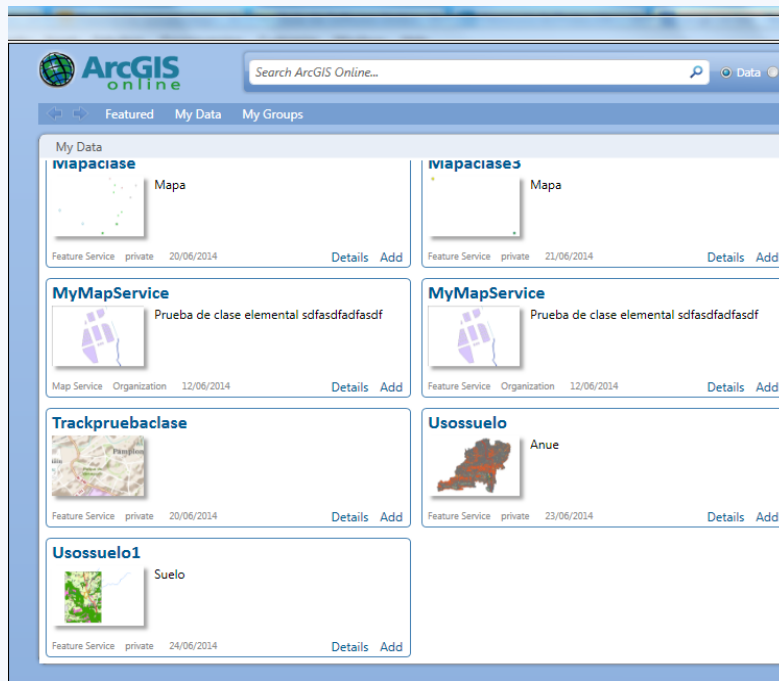 ArcGIS
online
Search ArcGIS Online...
Data
Featured My Data My Groups
My Data
Mapaclase
Mapa
Feature Service private 20/06/2014 Details Add
Mapaclase3
Mapa
Feature Service private 21/06/2014 Details Add
MyMapService
Prueba de clase elemental sdfasdfadfasdf
Map Service Organization 12/06/2014 Details Add
MyMapService
Prueba de clase elemental sdfasdfadfasdf
Feature Service Organization 12/06/2014 Details Add
Trackpruebaclase
Feature Service private 20/06/2014 Details Add
Usossuelo
Anue
Feature Service private 23/06/2014 Details Add
Usossuelo1
Suelo
Feature Service private 24/06/2014 Details Add